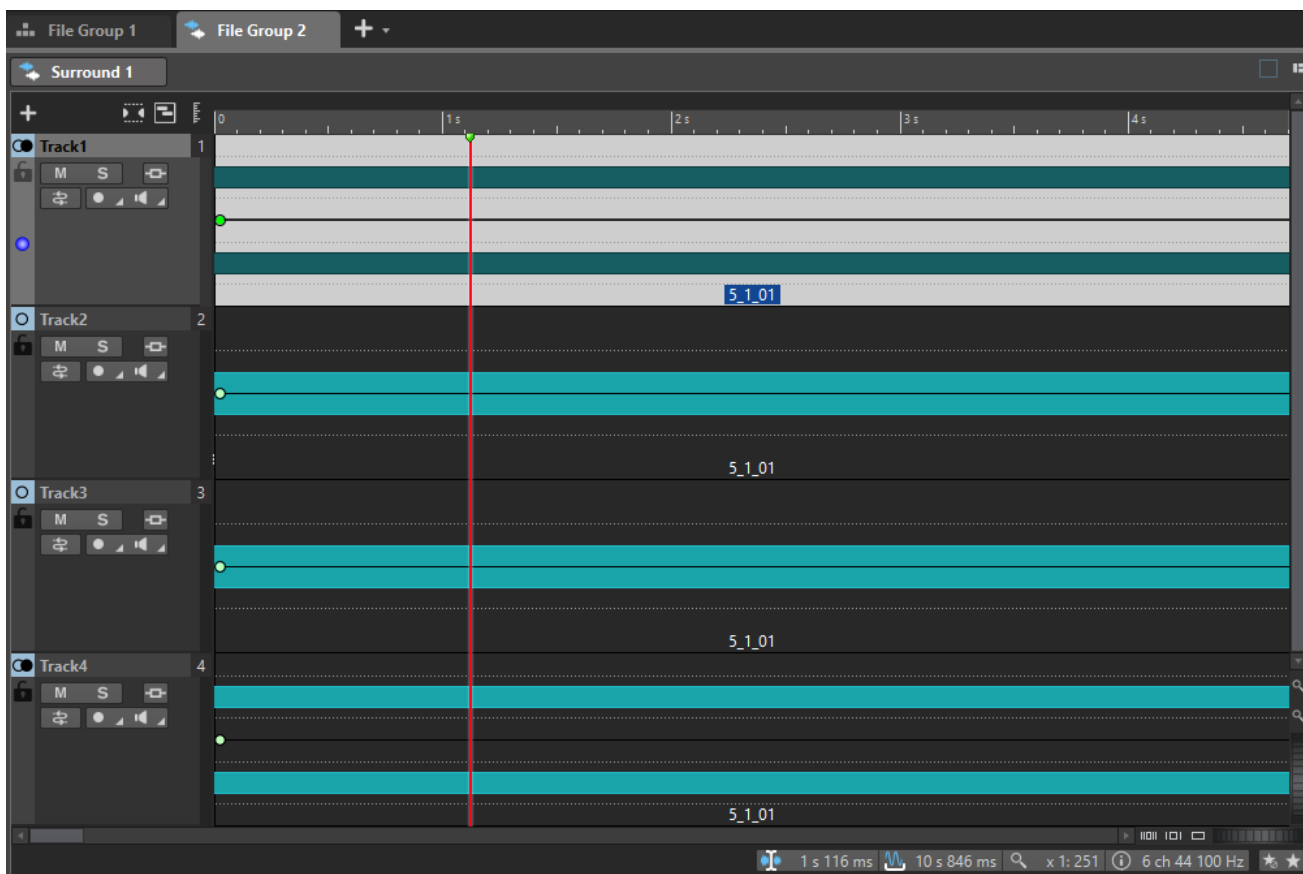 File Group 1 File Group 2
Surround 1
0 1 s 2 s 3 s 4 s
Track1 1
M S
5_1_01
Track2 2
M S
5_1_01
Track3 3
M S
5_1_01
Track4 4
M S
5_1_01
1 s 116 ms 10 s 846 ms x 1: 251 6 ch 44 100 Hz